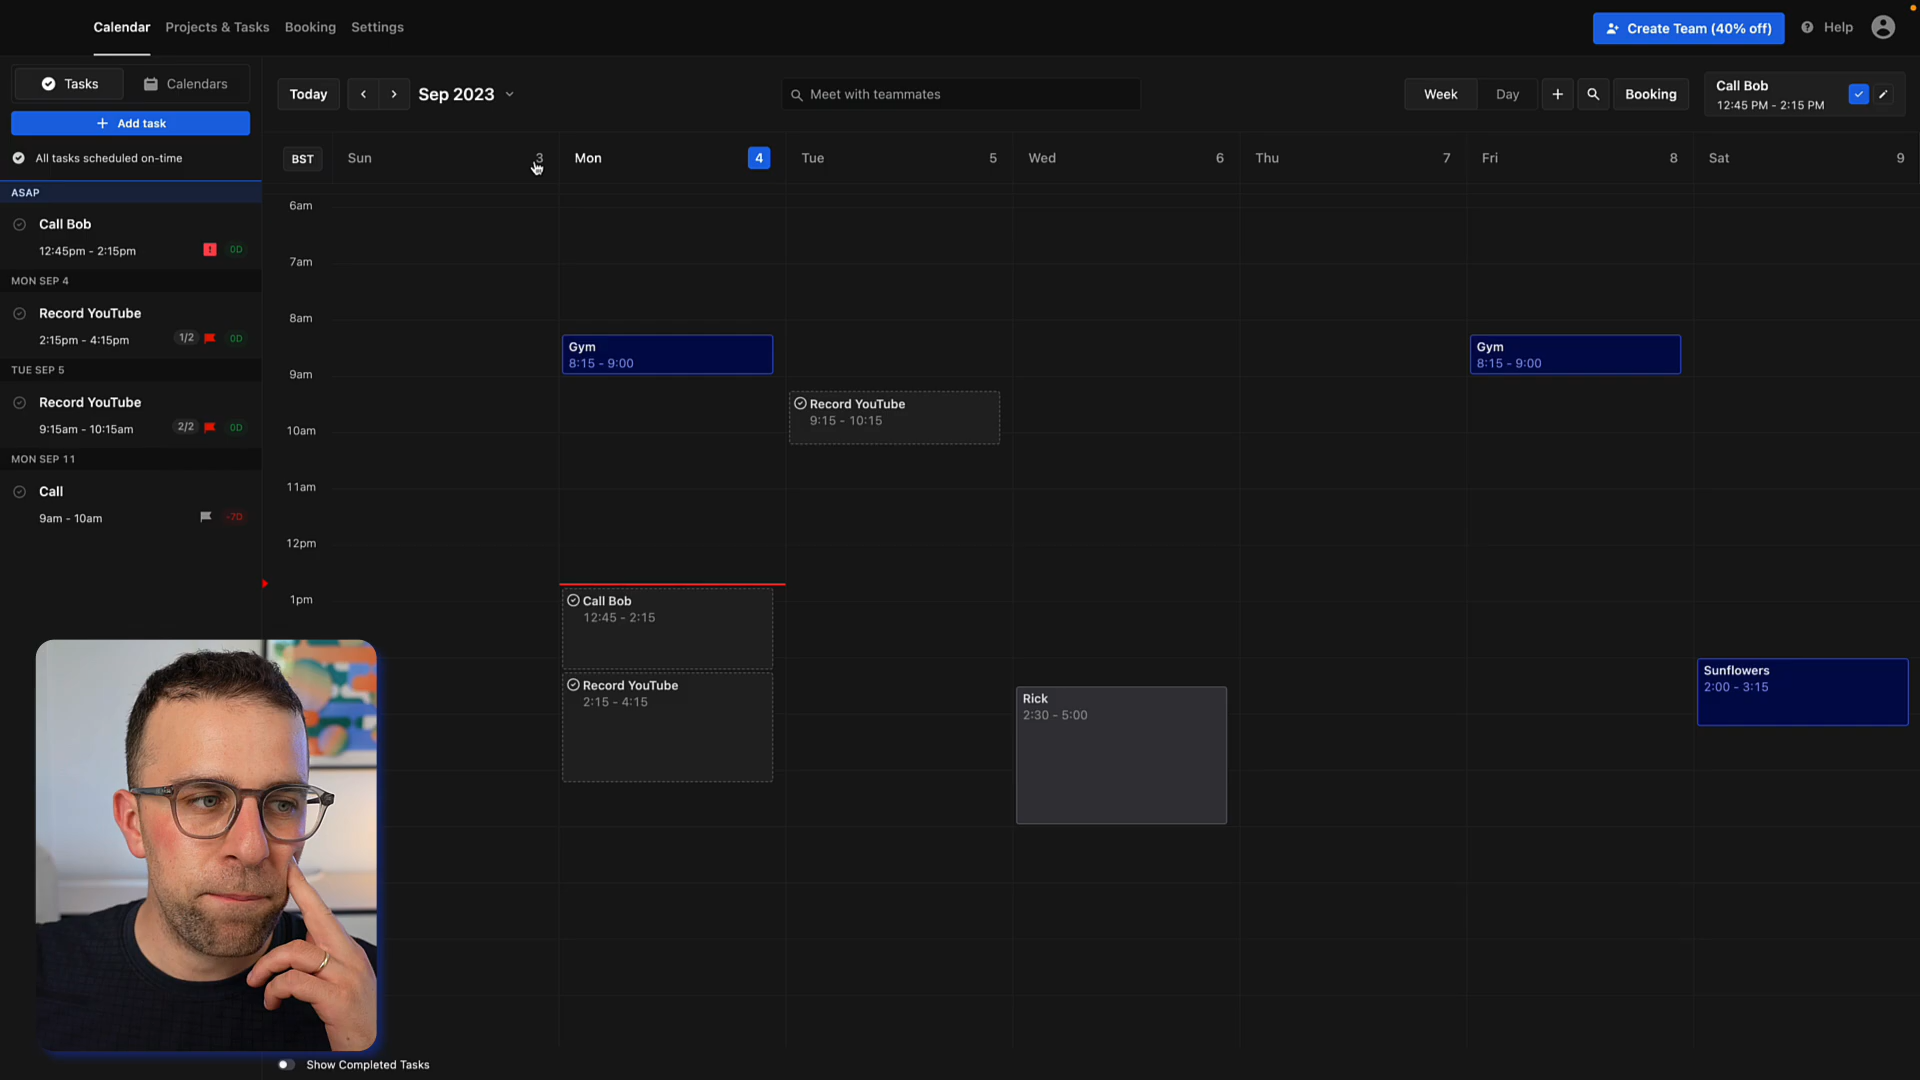 Calendar
Projects & Tasks
Booking
Settings
Create Team (40% off)
Help
Tasks
Calendars
Add task
All tasks scheduled on-time
ASAP
Call Bob
12:45pm - 2:15pm
0D
MON SEP 4
Record YouTube
2:15pm - 4:15pm
1/2
0D
TUE SEP 5
Record YouTube
9:15am - 10:15am
2/2
0D
MON SEP 11
Call
9am - 10am
-7D
Today
Sep 2023
Meet with teammates
Week
Day
Booking
Call Bob
12:45 PM - 2:15 PM
BST
Sun 3
Mon 4
Tue 5
Wed 6
Thu 7
Fri 8
Sat 9
6am
7am
8am
9am
10am
11am
12pm
1pm
Gym
8:15 - 9:00
Call Bob
12:45 - 2:15
Record YouTube
2:15 - 4:15
Record YouTube
9:15 - 10:15
Rick
2:30 - 5:00
Gym
8:15 - 9:00
Sunflowers
2:00 - 3:15
Show Completed Tasks